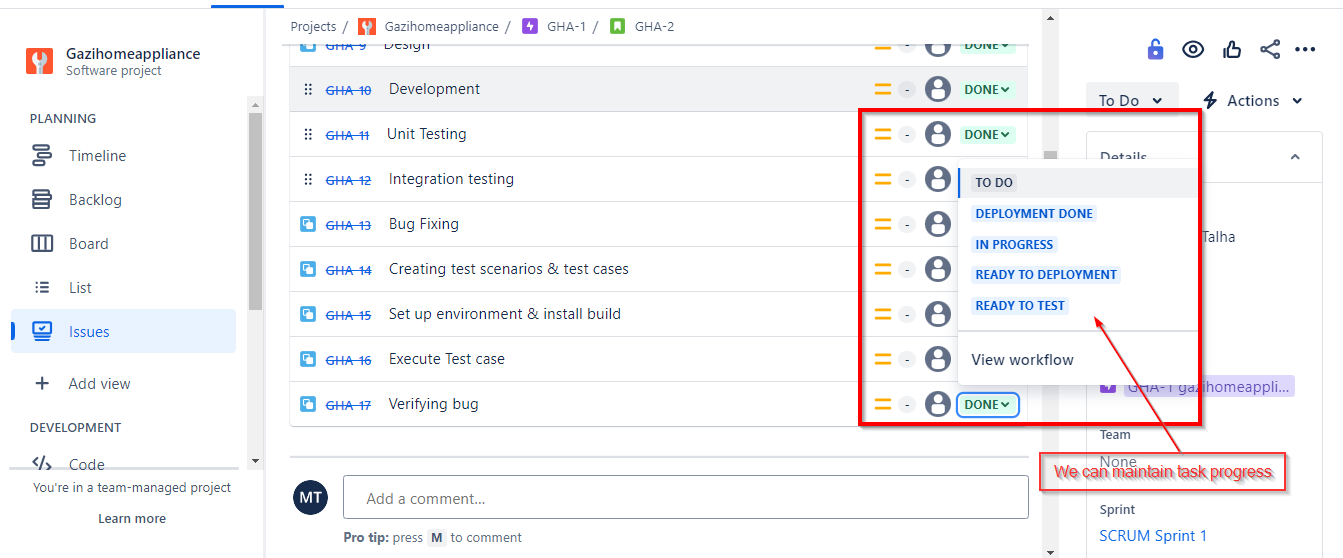 Projects / Gazihomeappliance / GHA-1 / GHA-2
Gazihomeappliance
Software project
PLANNING
Timeline
Backlog
Board
List
Issues
Add view
DEVELOPMENT
Code
You're in a team-managed project
Learn more
GHA-9 Design DONE
GHA-10 Development - DONE
GHA-11 Unit Testing - DONE
GHA-12 Integration testing -
GHA-13 Bug Fixing -
GHA-14 Creating test scenarios & test cases -
GHA-15 Set up environment & install build -
GHA-16 Execute Test case -
GHA-17 Verifying bug - DONE
TO DO
DEPLOYMENT DONE
IN PROGRESS
READY TO DEPLOYMENT
READY TO TEST
View workflow
MT Add a comment...
Pro tip: press M to comment
To Do Actions
Details
Talha
GHA-1 gazihomeappli...
Team
None
We can maintain task progress
Sprint
SCRUM Sprint 1